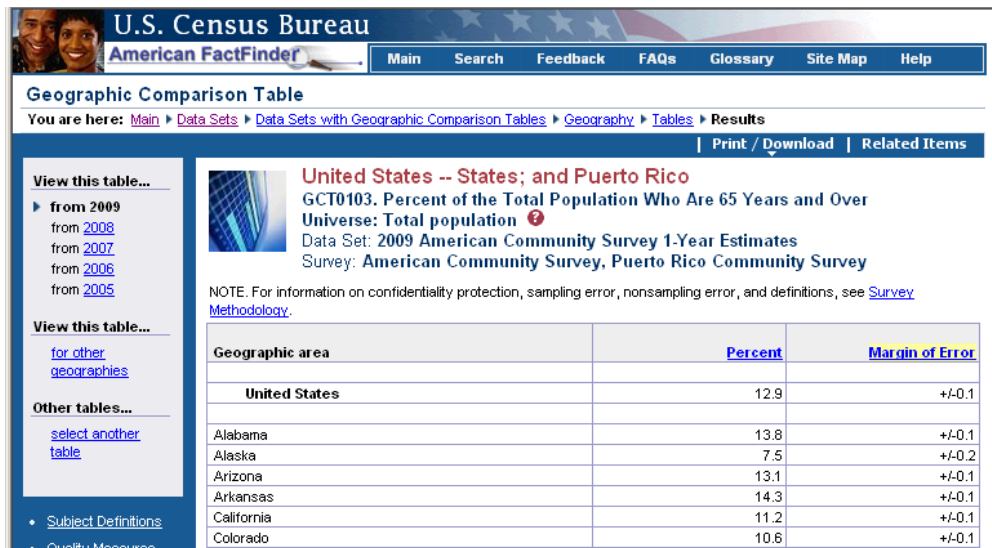 U.S. Census Bureau
American FactFinder
Main Search Feedback FAQs Glossary Site Map Help
Geographic Comparison Table
You are here: Main Data Sets Data Sets with Geographic Comparison Tables Geography Tables Results
| Print / Download | Related Items
View this table...
from 2009
from 2008
from 2007
from 2006
from 2005
View this table...
for other
geographies
Other tables...
select another
table
• Subject Definitions
• Quality Measures
United States -- States; and Puerto Rico
GCT0103. Percent of the Total Population Who Are 65 Years and Over
Universe: Total population ?
Data Set: 2009 American Community Survey 1-Year Estimates
Survey: American Community Survey, Puerto Rico Community Survey
NOTE. For information on confidentiality protection, sampling error, nonsampling error, and definitions, see Survey
Methodology.
Geographic area Percent Margin of Error
United States 12.9 +/-0.1
Alabama 13.8 +/-0.1
Alaska 7.5 +/-0.2
Arizona 13.1 +/-0.1
Arkansas 14.3 +/-0.1
California 11.2 +/-0.1
Colorado 10.6 +/-0.1